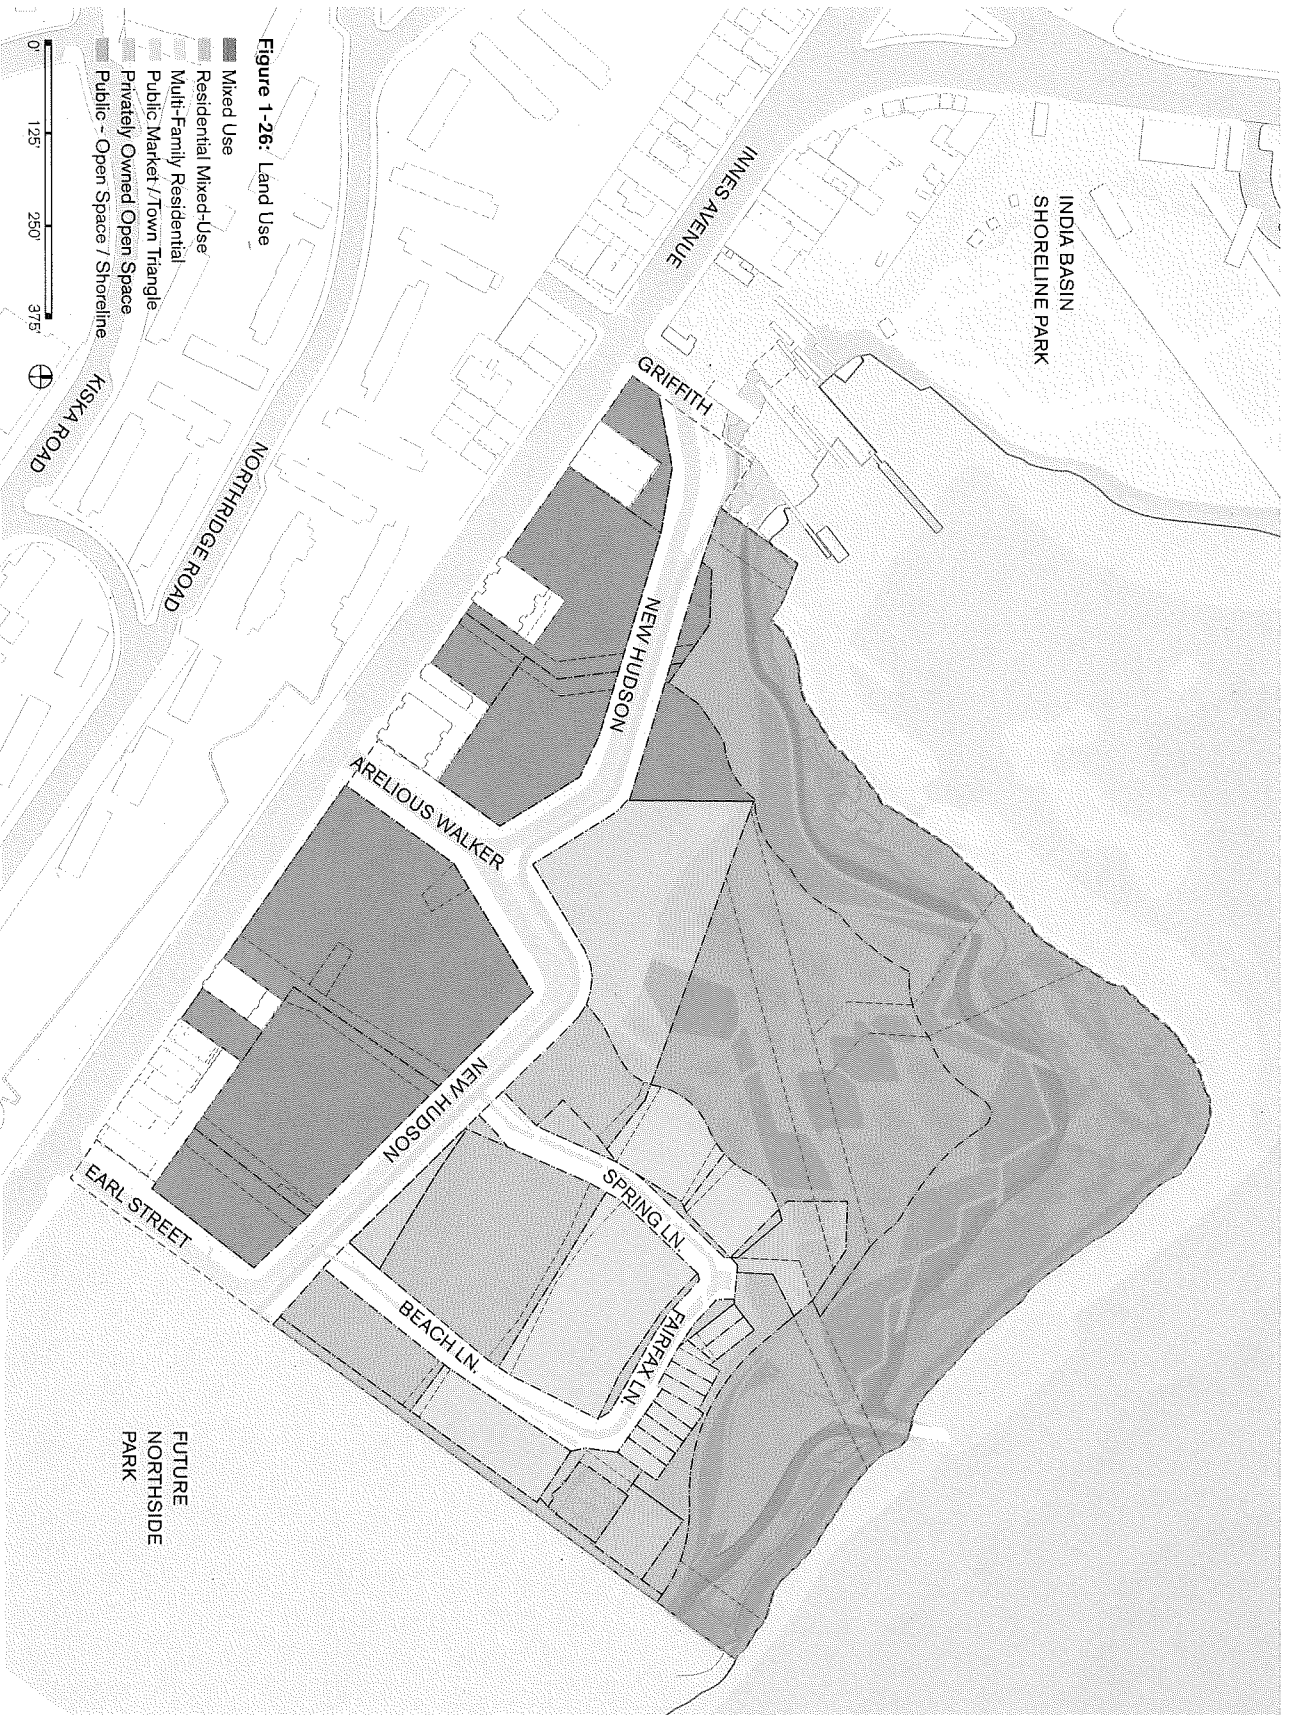 Figure 1-26: Land Use
Mixed Use
Residential Mixed-Use
Multi-Family Residential
Public Market / Town Triangle
Privately Owned Open Space
Public - Open Space / Shoreline
0'
125'
250'
375'
INDIA BASIN
SHORELINE PARK
INNES AVENUE
GRIFFITH
NEW HUDSON
ARELIOUS WALKER
NEW HUDSON
SPRING LN.
FAIRFAX LN.
BEACH LN.
EARL STREET
NORTHRIDGE ROAD
KISKA ROAD
FUTURE
NORTHSIDE
PARK